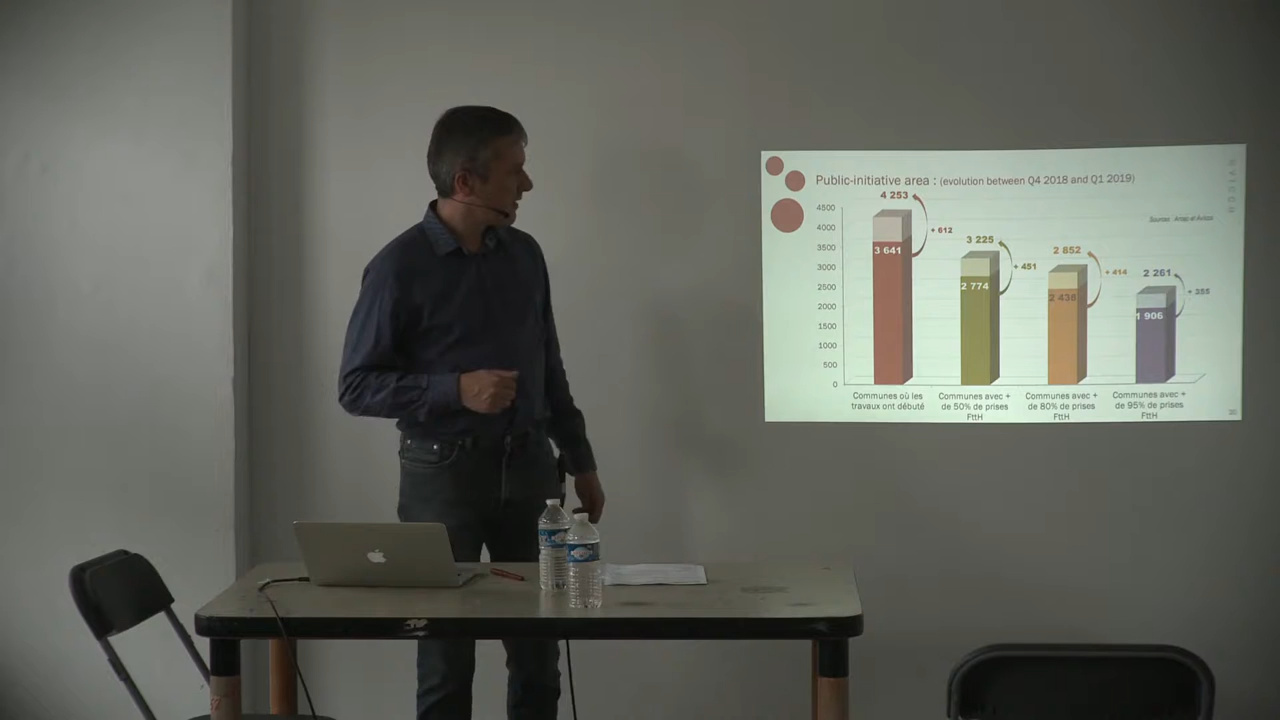 Public-initiative area : (evolution between Q4 2018 and Q1 2019)
Sources : Arcep et Avicca
4500
4000
3500
3000
2500
2000
1500
1000
500
0
4 253
+ 612
3 641
3 225
+ 451
2 774
2 852
+ 414
2 438
2 261
+ 355
1 906
Communes où les
travaux ont débuté
Communes avec +
de 50% de prises
FttH
Communes avec +
de 80% de prises
FttH
Communes avec +
de 95% de prises
FttH